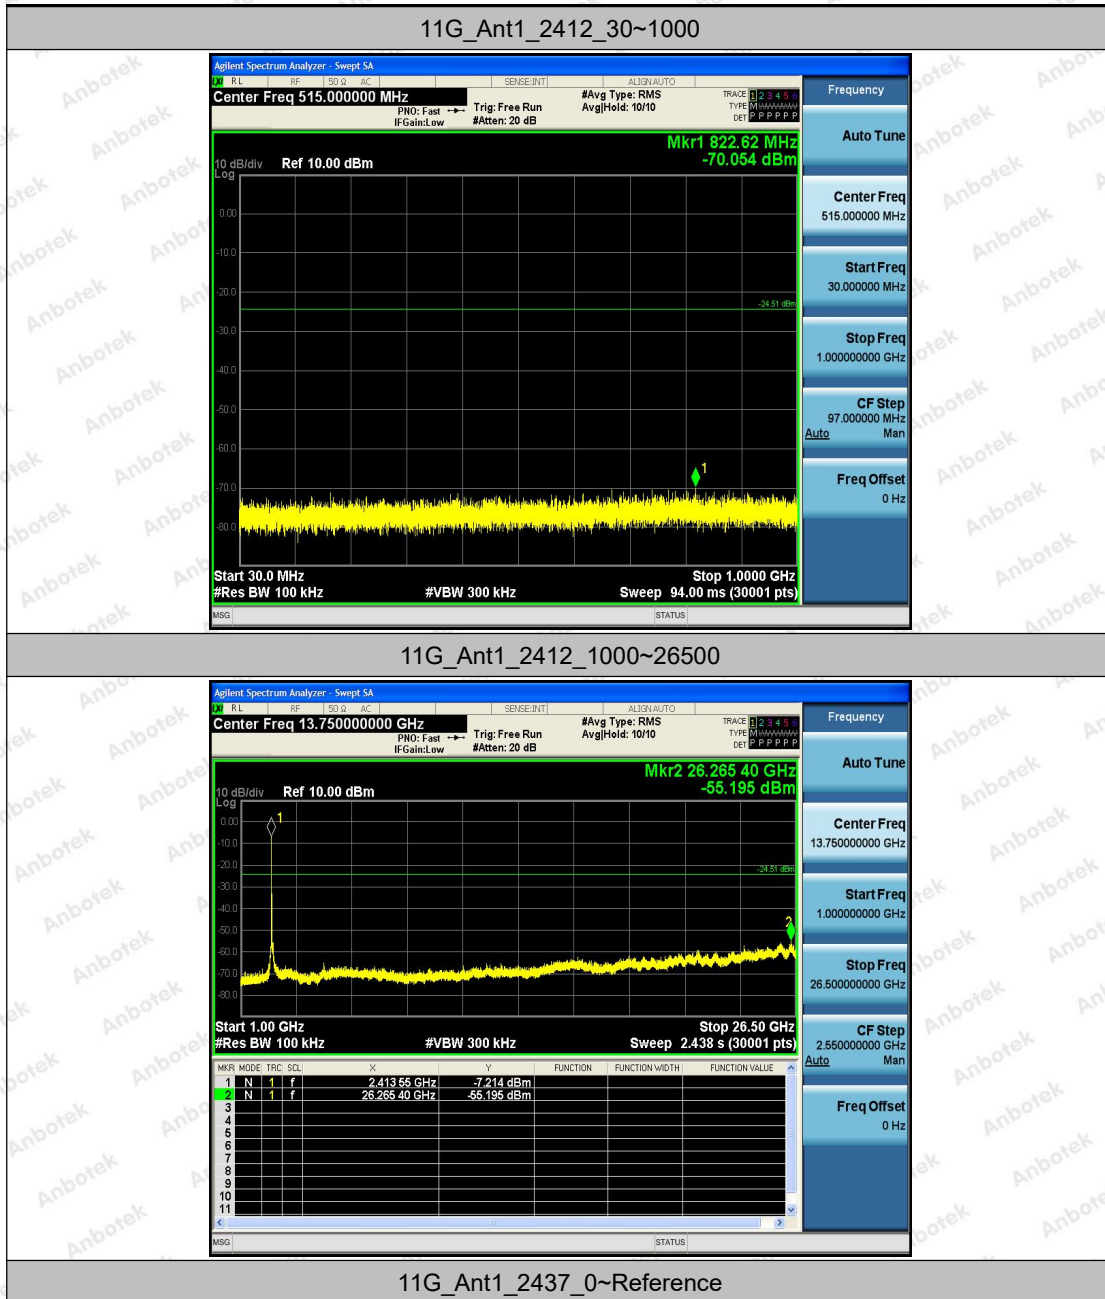 11G_Ant1_2412_30~1000
Agilent Spectrum Analyzer - Swept SA
RL RF 50 Ω AC SENSE:INT ALIGN AUTO
Center Freq 515.000000 MHz
PNO: Fast
IFGain:Low
Trig: Free Run
#Atten: 20 dB
#Avg Type: RMS
Avg|Hold: 10/10
TRACE 1 2 3 4 5 6
TYPE M
DET P P P P P P
Mkr1 822.62 MHz
-70.054 dBm
10 dB/div Ref 10.00 dBm
Log
0.00
-10.0
-20.0
-24.51 dBm
-30.0
-40.0
-50.0
-60.0
1
-70.0
-80.0
Start 30.0 MHz Stop 1.0000 GHz
#Res BW 100 kHz #VBW 300 kHz Sweep 94.00 ms (30001 pts)
MSG STATUS
Frequency
Auto Tune
Center Freq
515.000000 MHz
Start Freq
30.000000 MHz
Stop Freq
1.000000000 GHz
CF Step
97.000000 MHz
Auto Man
Freq Offset
0 Hz
11G_Ant1_2412_1000~26500
Agilent Spectrum Analyzer - Swept SA
RL RF 50 Ω AC SENSE:INT ALIGN AUTO
Center Freq 13.750000000 GHz
PNO: Fast
IFGain:Low
Trig: Free Run
#Atten: 20 dB
#Avg Type: RMS
Avg|Hold: 10/10
TRACE 1 2 3 4 5 6
TYPE M
DET P P P P P P
Mkr2 26.265 40 GHz
-55.195 dBm
10 dB/div Ref 10.00 dBm
Log
0.00
1
-10.0
-20.0
-24.51 dBm
-30.0
-40.0
2
-50.0
-60.0
-70.0
-80.0
Start 1.00 GHz Stop 26.50 GHz
#Res BW 100 kHz #VBW 300 kHz Sweep 2.438 s (30001 pts)
MKR MODE TRC SCL X Y FUNCTION FUNCTION WIDTH FUNCTION VALUE
1 N 1 f 2.413 55 GHz -7.214 dBm
2 N 1 f 26.265 40 GHz -55.195 dBm
3
4
5
6
7
8
9
10
11
MSG STATUS
Frequency
Auto Tune
Center Freq
13.750000000 GHz
Start Freq
1.000000000 GHz
Stop Freq
26.500000000 GHz
CF Step
2.550000000 GHz
Auto Man
Freq Offset
0 Hz
11G_Ant1_2437_0~Reference